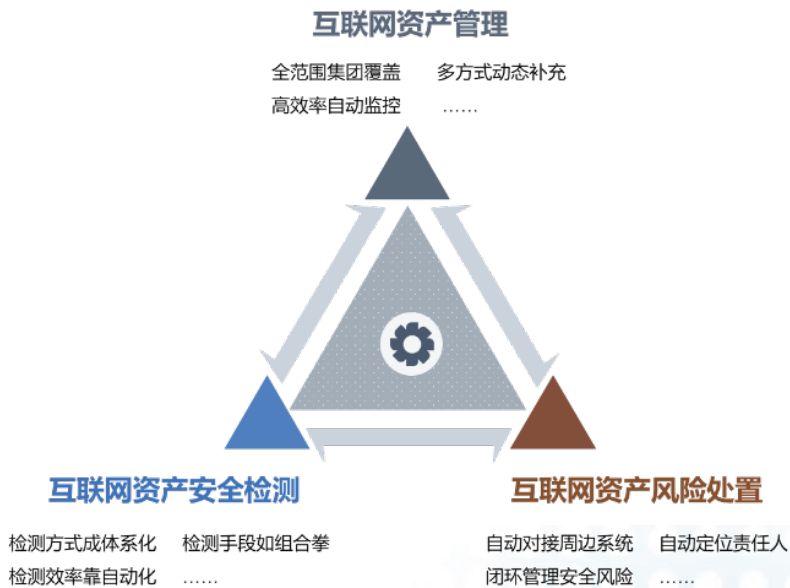 互联网资产管理
全范围集团覆盖 多方式动态补充
高效率自动监控 ……
互联网资产安全检测 互联网资产风险处置
检测方式成体系化 检测手段如组合拳 自动对接周边系统 自动定位责任人
检测效率靠自动化 …… 闭环管理安全风险 ……